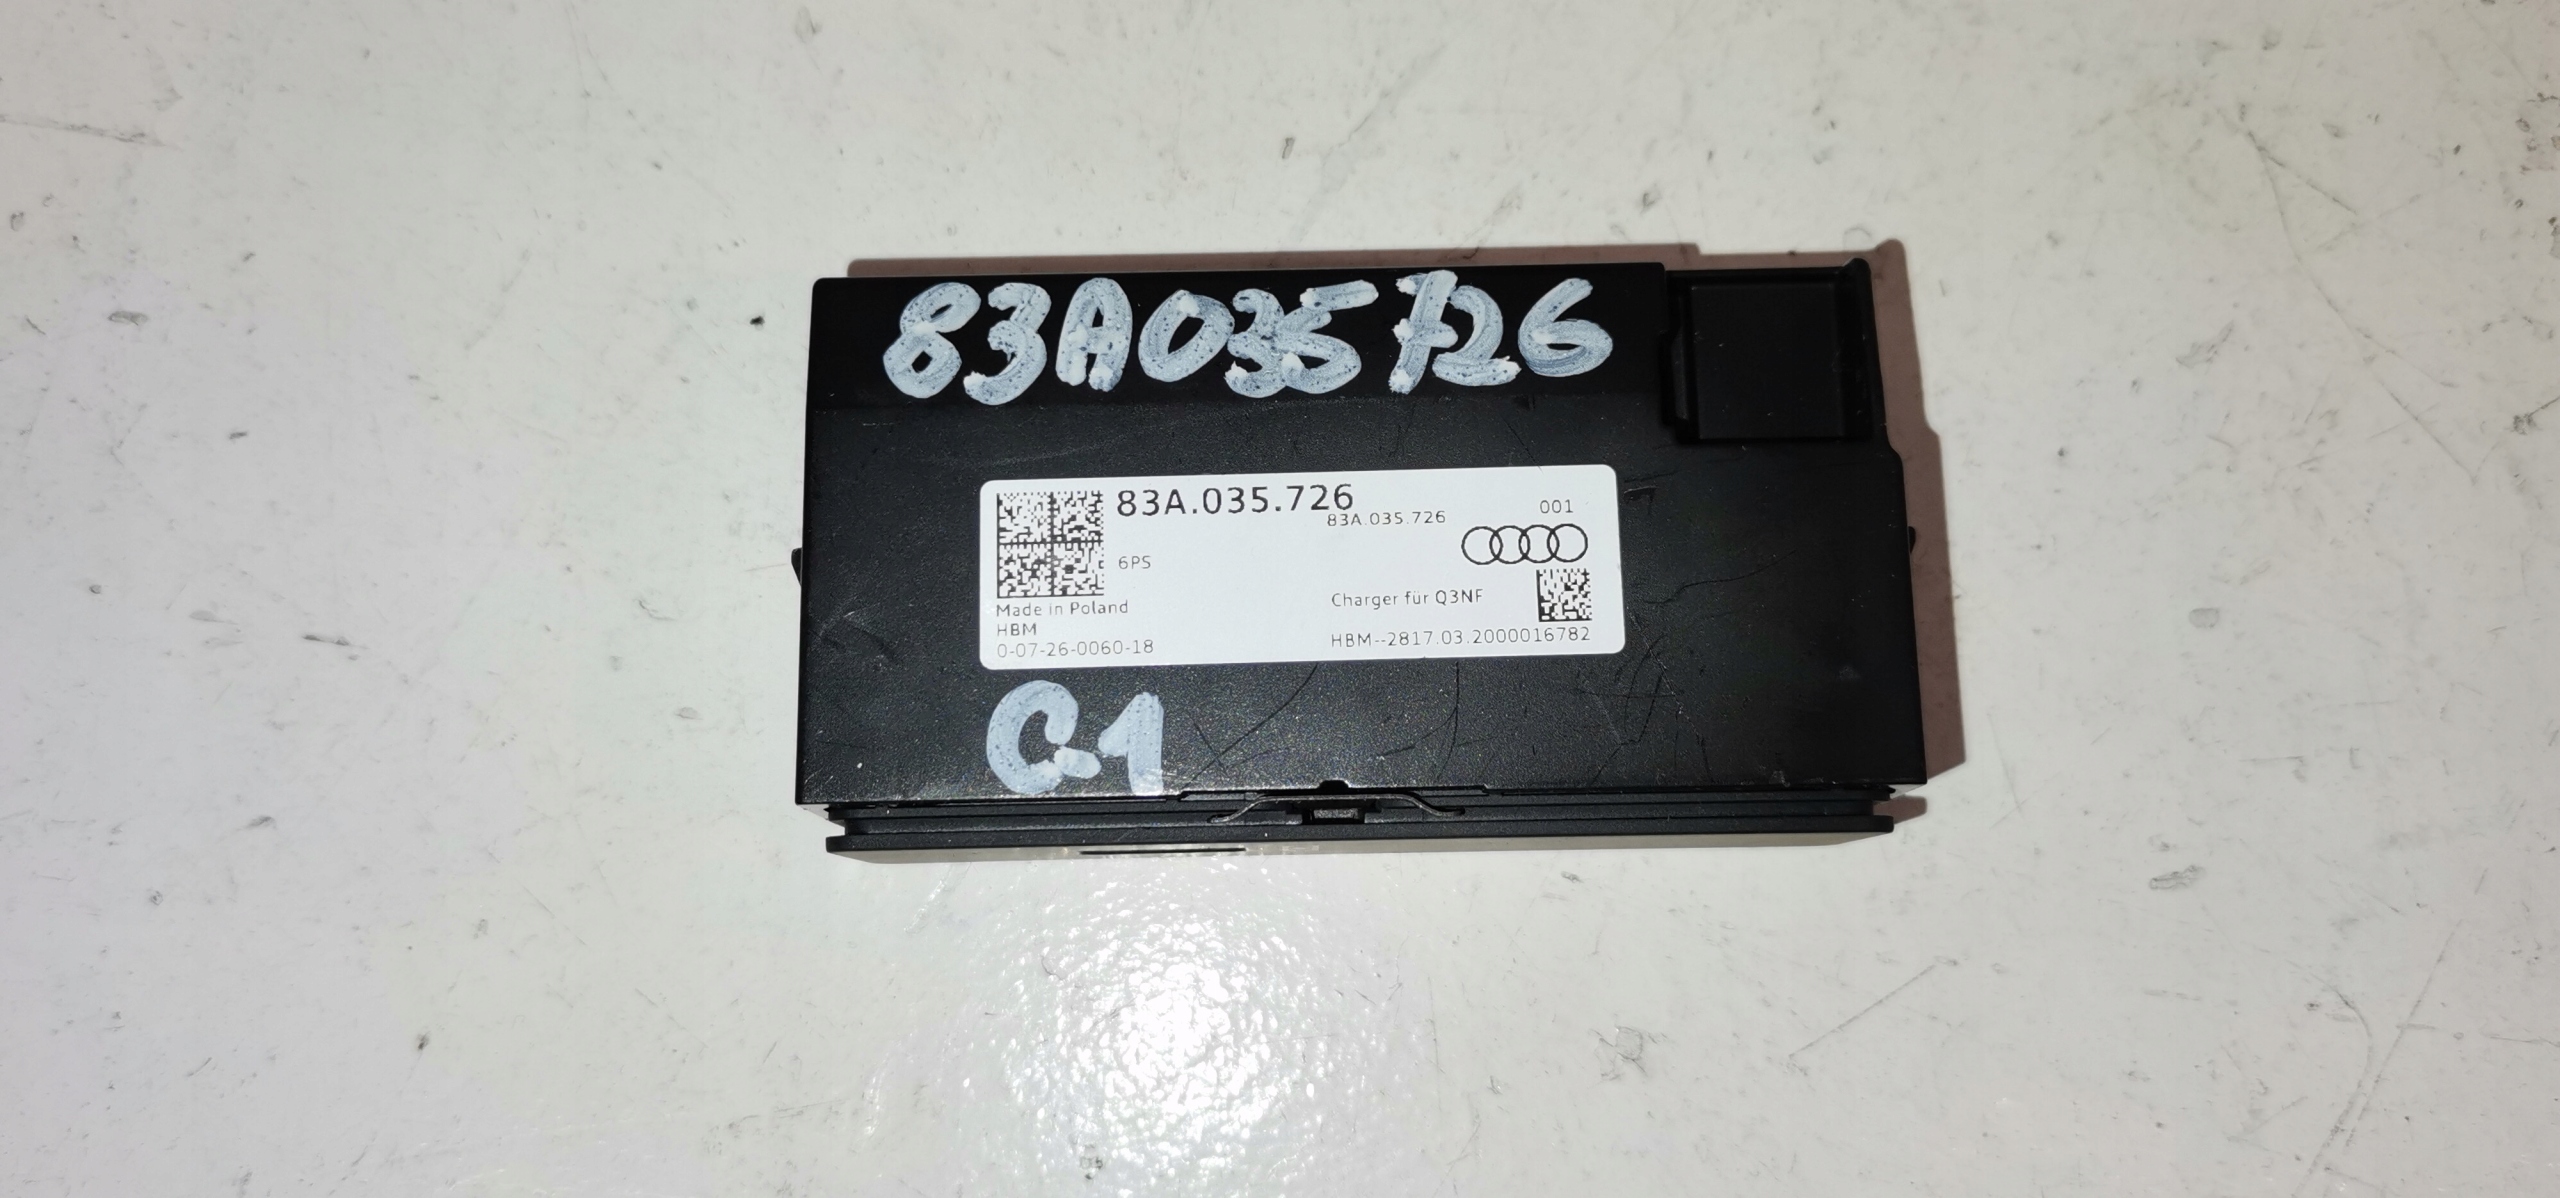 83A035726
83A.035.726
83A.035.726
001
6PS
Made in Poland
Charger für Q3NF
HBM
0-07-26-0060-18
HBM--2817.03.2000016782
C-1